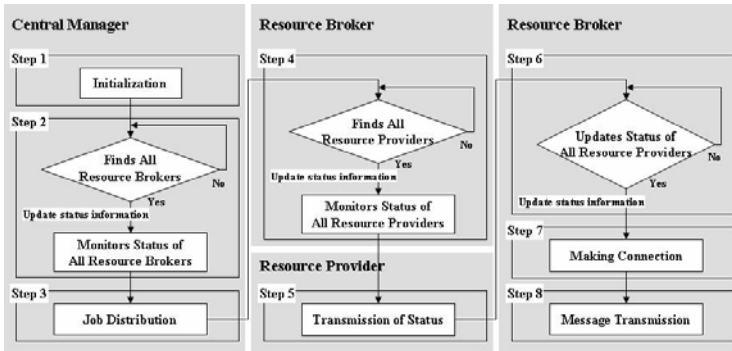 Central Manager
Step 1
Initialization
Step 2
Finds All
Resource Brokers
No
Yes
Update status information
Monitors Status of
All Resource Brokers
Step 3
Job Distribution
Resource Broker
Step 4
Finds All
Resource Providers
No
Yes
Update status information
Monitors Status of
All Resource Providers
Resource Provider
Step 5
Transmission of Status
Resource Broker
Step 6
Updates Status of
All Resource Providers
No
Yes
Update status information
Step 7
Making Connection
Step 8
Message Transmission